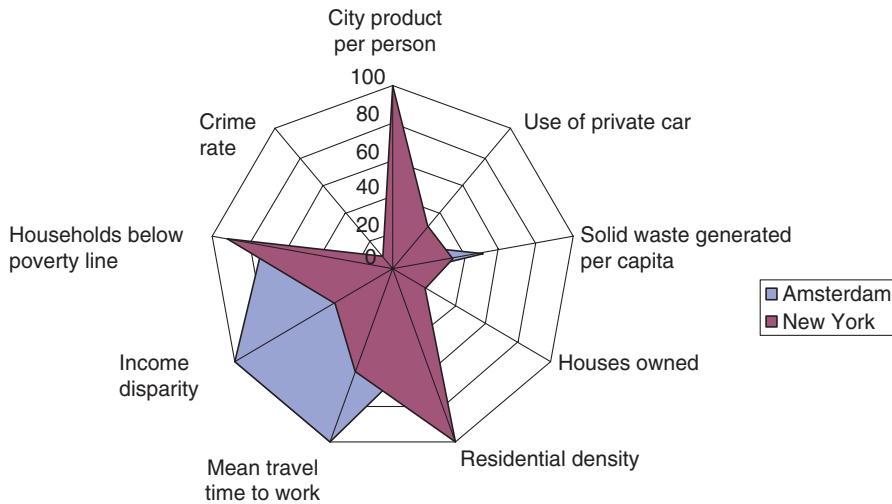 City product
per person
100
80
60
40
20
0
Crime
rate
Use of private car
Households below
poverty line
Solid waste generated
per capita
Amsterdam
New York
Income
disparity
Houses owned
Mean travel
time to work
Residential density